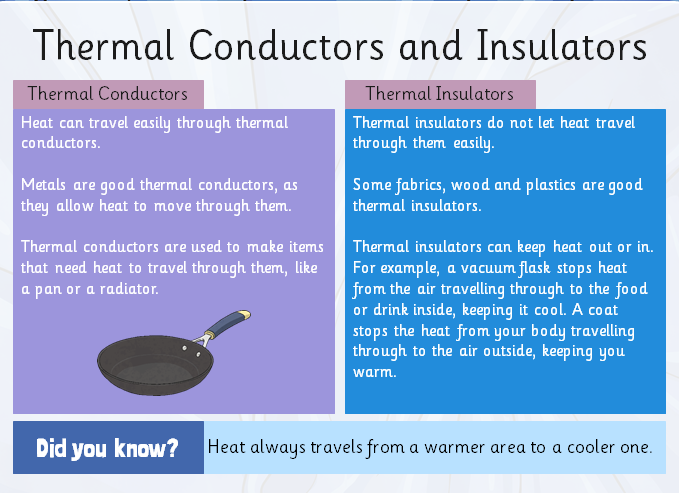 Thermal Conductors and Insulators
Thermal Conductors
Heat can travel easily through thermal
conductors.
Metals are good thermal conductors, as
they allow heat to move through them.
Thermal conductors are used to make items
that need heat to travel through them, like
a pan or a radiator.
Thermal Insulators
Thermal insulators do not let heat travel
through them easily.
Some fabrics, wood and plastics are good
thermal insulators.
Thermal insulators can keep heat out or in.
For example, a vacuum flask stops heat
from the air travelling through to the food
or drink inside, keeping it cool. A coat
stops the heat from your body travelling
through to the air outside, keeping you
warm.
Did you know?
Heat always travels from a warmer area to a cooler one.